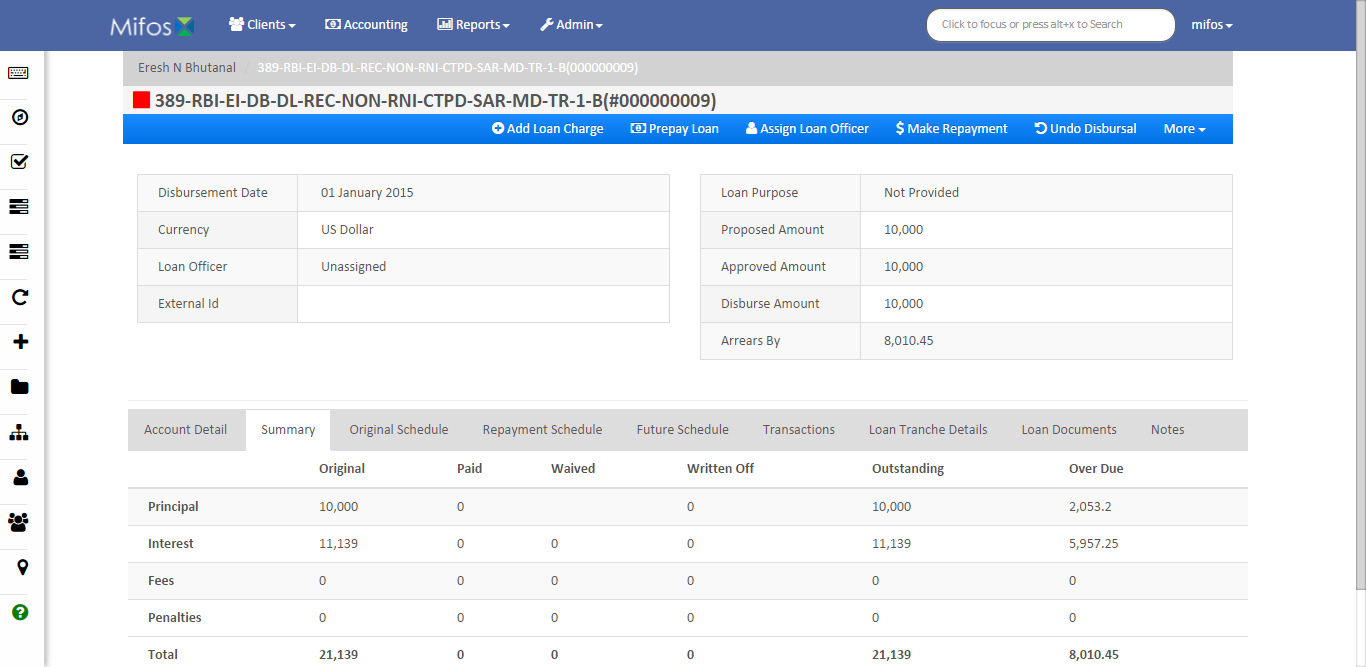 Mifos Clients Accounting Reports Admin Click to focus or press alt+x to Search mifos
Eresh N Bhutanal / 389-RBI-EI-DB-DL-REC-NON-RNI-CTPD-SAR-MD-TR-1-B(000000009)
389-RBI-EI-DB-DL-REC-NON-RNI-CTPD-SAR-MD-TR-1-B(#000000009)
Add Loan Charge Prepay Loan Assign Loan Officer $ Make Repayment Undo Disbursal More
Disbursement Date 01 January 2015
Currency US Dollar
Loan Officer Unassigned
External Id
Loan Purpose Not Provided
Proposed Amount 10,000
Approved Amount 10,000
Disburse Amount 10,000
Arrears By 8,010.45
Account Detail Summary Original Schedule Repayment Schedule Future Schedule Transactions Loan Tranche Details Loan Documents Notes
Original Paid Waived Written Off Outstanding Over Due
Principal 10,000 0 0 10,000 2,053.2
Interest 11,139 0 0 0 11,139 5,957.25
Fees 0 0 0 0 0 0
Penalties 0 0 0 0 0 0
Total 21,139 0 0 0 21,139 8,010.45